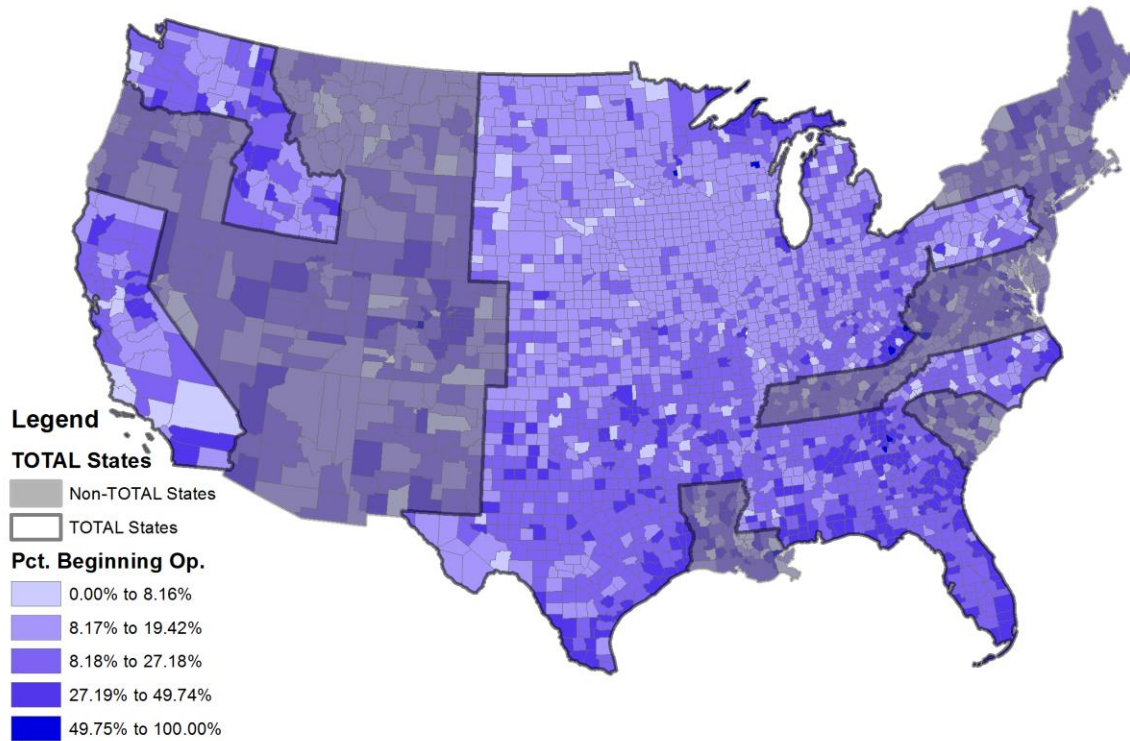 Legend
TOTAL States
Non-TOTAL States
TOTAL States
Pct. Beginning Op.
0.00% to 8.16%
8.17% to 19.42%
8.18% to 27.18%
27.19% to 49.74%
49.75% to 100.00%